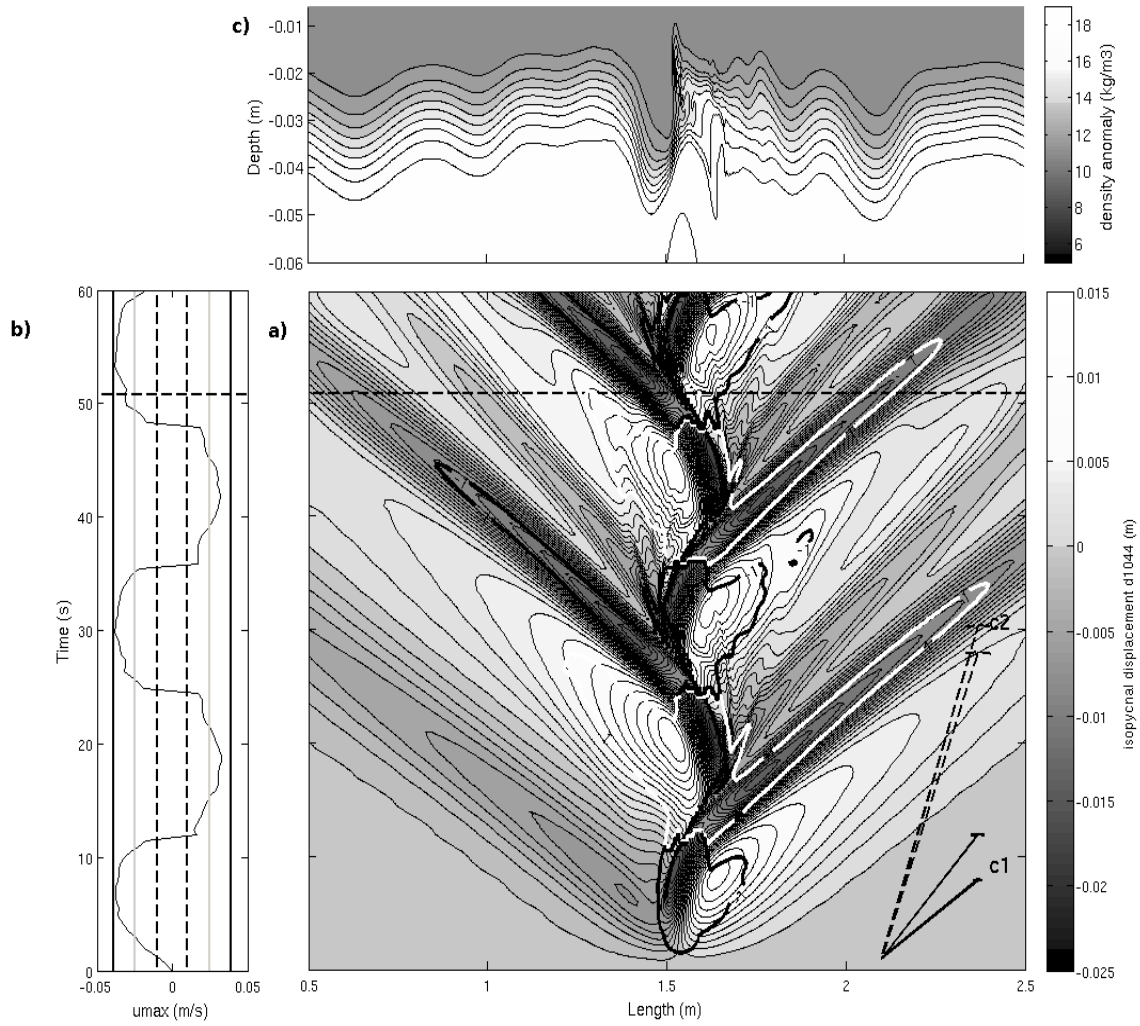 c)
-0.01
-0.02
-0.03
-0.04
-0.05
-0.06
Depth (m)
18
16
14
12
10
8
6
density anomaly (kg/m3)
b)
60
50
40
30
20
10
0
Time (s)
-0.05 0 0.05
umax (m/s)
a)
c2
c1
0.5 1 1.5 2 2.5
Length (m)
0.015
0.01
0.005
0
-0.005
-0.01
-0.015
-0.02
-0.025
isopycnal displacement d1044 (m)